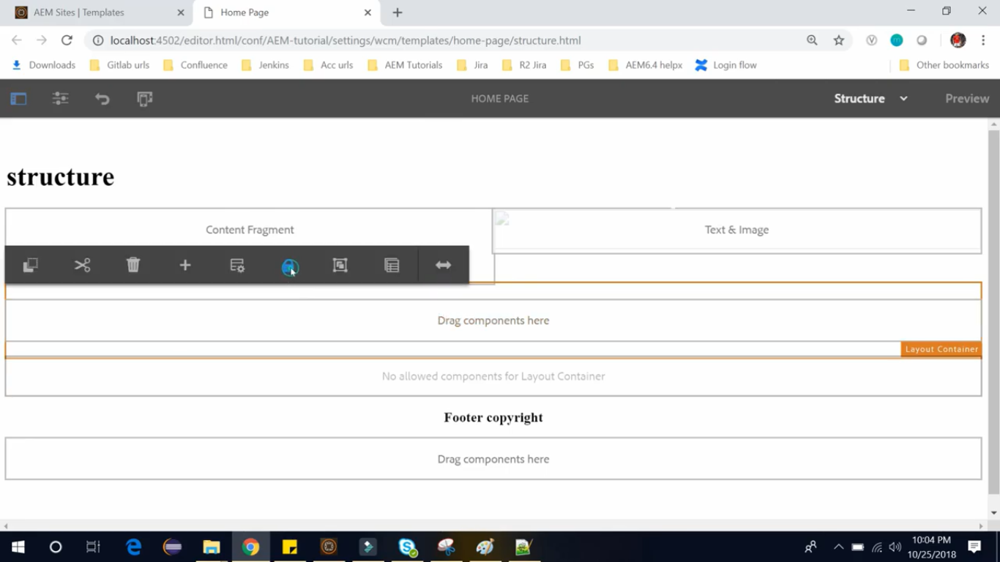 AEM Sites | Templates
Home Page
localhost:4502/editor.html/conf/AEM-tutorial/settings/wcm/templates/home-page/structure.html
Downloads Gitlab urls Confluence Jenkins Acc urls AEM Tutorials Jira R2 Jira PGs AEM6.4 helpx Login flow Other bookmarks
HOME PAGE Structure Preview
structure
Content Fragment Text & Image
Drag components here
Layout Container
No allowed components for Layout Container
Footer copyright
Drag components here
10:04 PM
10/25/2018